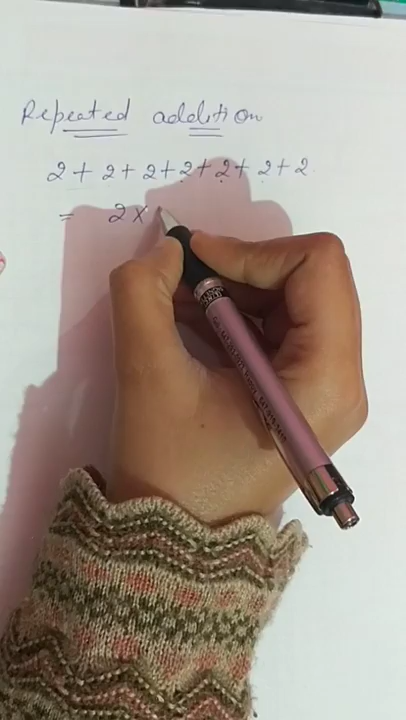 Repeated addition
2 + 2 + 2 + 2 + 2 + 2 + 2
= 2 ×